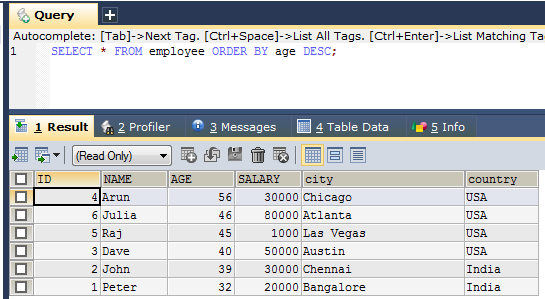 Query
Autocomplete: [Tab]->Next Tag. [Ctrl+Space]->List All Tags. [Ctrl+Enter]->List Matching Ta
1 SELECT * FROM employee ORDER BY age DESC;
1 Result 2 Profiler 3 Messages 4 Table Data 5 Info
(Read Only)
ID NAME AGE SALARY city country
4 Arun 56 30000 Chicago USA
6 Julia 46 80000 Atlanta USA
5 Raj 45 1000 Las Vegas USA
3 Dave 40 50000 Austin USA
2 John 39 30000 Chennai India
1 Peter 32 20000 Bangalore India